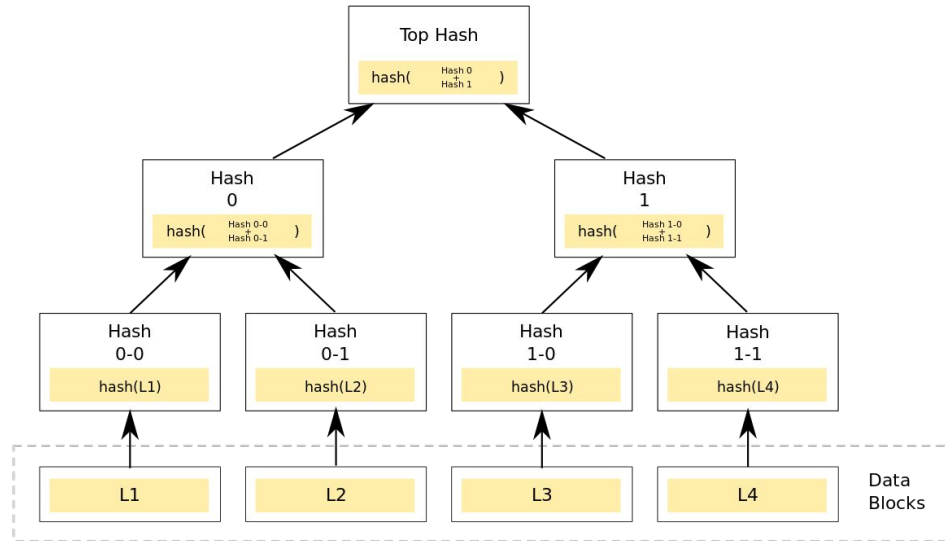 Top Hash
hash( Hash 0 + Hash 1 )
Hash
0
hash( Hash 0-0 + Hash 0-1 )
Hash
1
hash( Hash 1-0 + Hash 1-1 )
Hash
0-0
hash(L1)
Hash
0-1
hash(L2)
Hash
1-0
hash(L3)
Hash
1-1
hash(L4)
L1
L2
L3
L4
Data
Blocks